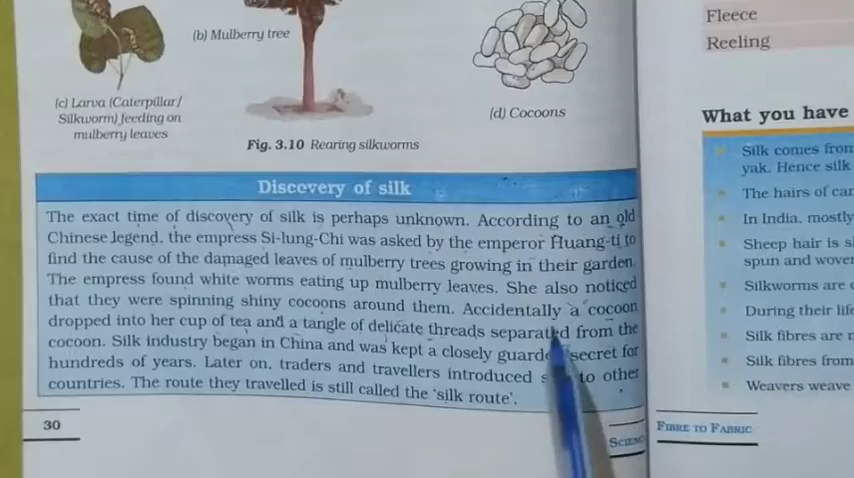 (b) Mulberry tree
(c) Larva (Caterpillar/
Silkworm) feeding on
mulberry leaves
(d) Cocoons
Fig. 3.10 Rearing silkworms
Discovery of silk
The exact time of discovery of silk is perhaps unknown. According to an old
Chinese legend, the empress Si-lung-Chi was asked by the emperor Huang-ti to
find the cause of the damaged leaves of mulberry trees growing in their garden.
The empress found white worms eating up mulberry leaves. She also noticed
that they were spinning shiny cocoons around them. Accidentally a cocoon
dropped into her cup of tea and a tangle of delicate threads separated from the
cocoon. Silk industry began in China and was kept a closely guarde secret for
hundreds of years. Later on, traders and travellers introduced s to other
countries. The route they travelled is still called the 'silk route'.
30
Fleece
Reeling
What you have
Silk comes from
yak. Hence silk
The hairs of
In India, mostly
Sheep hair is
spun and
Silkworms are
During their
Silk fibres are
Silk fibres from
Weavers weave
FIBRE TO FABRIC